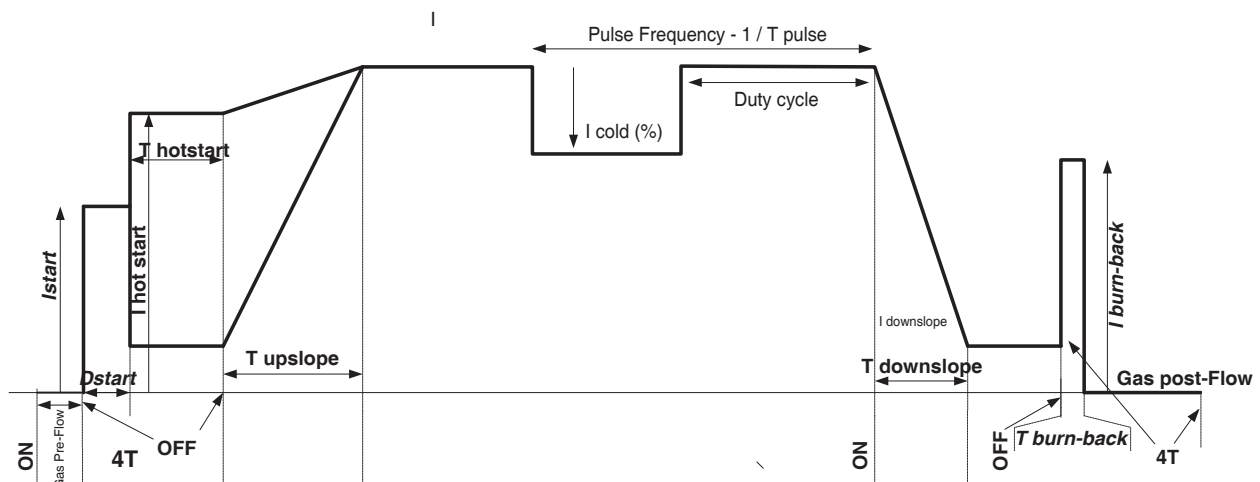 I
Pulse Frequency - 1 / T pulse
Duty cycle
I cold (%)
T hotstart
Istart
I hot start
I burn-back
I downslope
T upslope
T downslope
Dstart
Gas post-Flow
ON
Gas Pre-Flow
OFF
4T
ON
OFF
T burn-back
4T